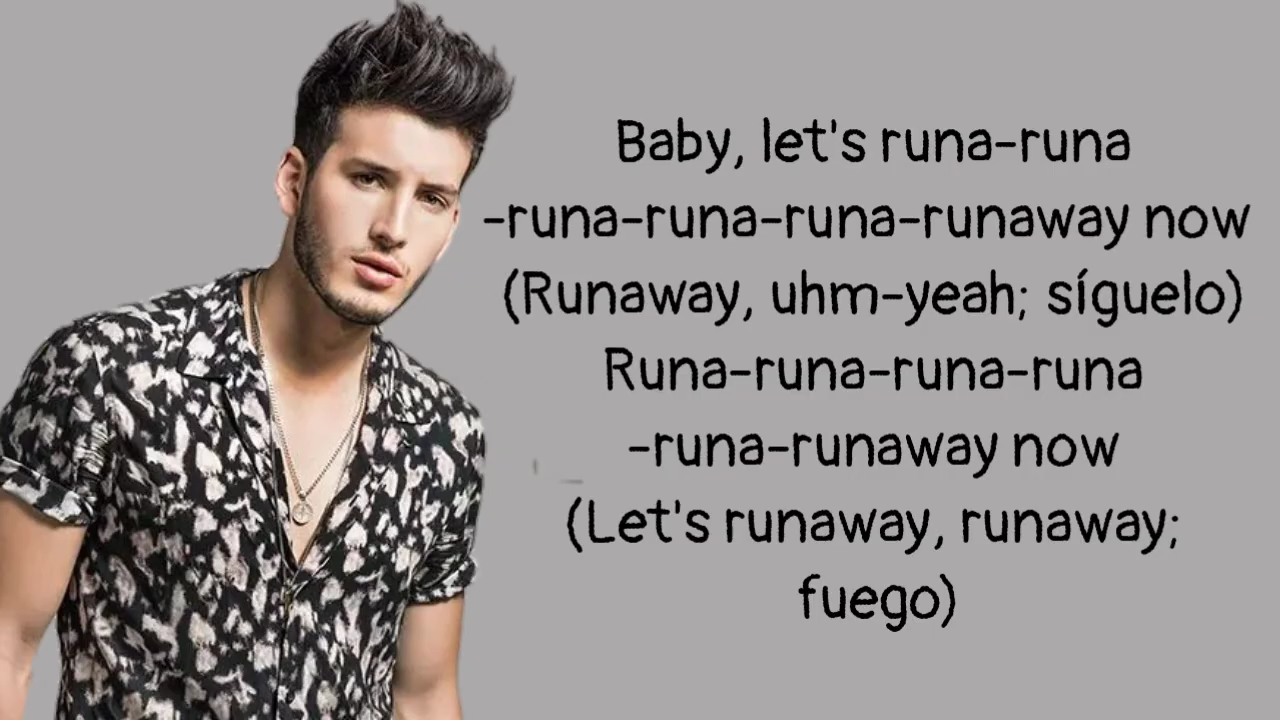 Baby, let's runa-runa
-runa-runa-runa-runaway now
(Runaway, uhm-yeah; síguelo)
Runa-runa-runa-runa
-runa-runaway now
(Let's runaway, runaway;
fuego)